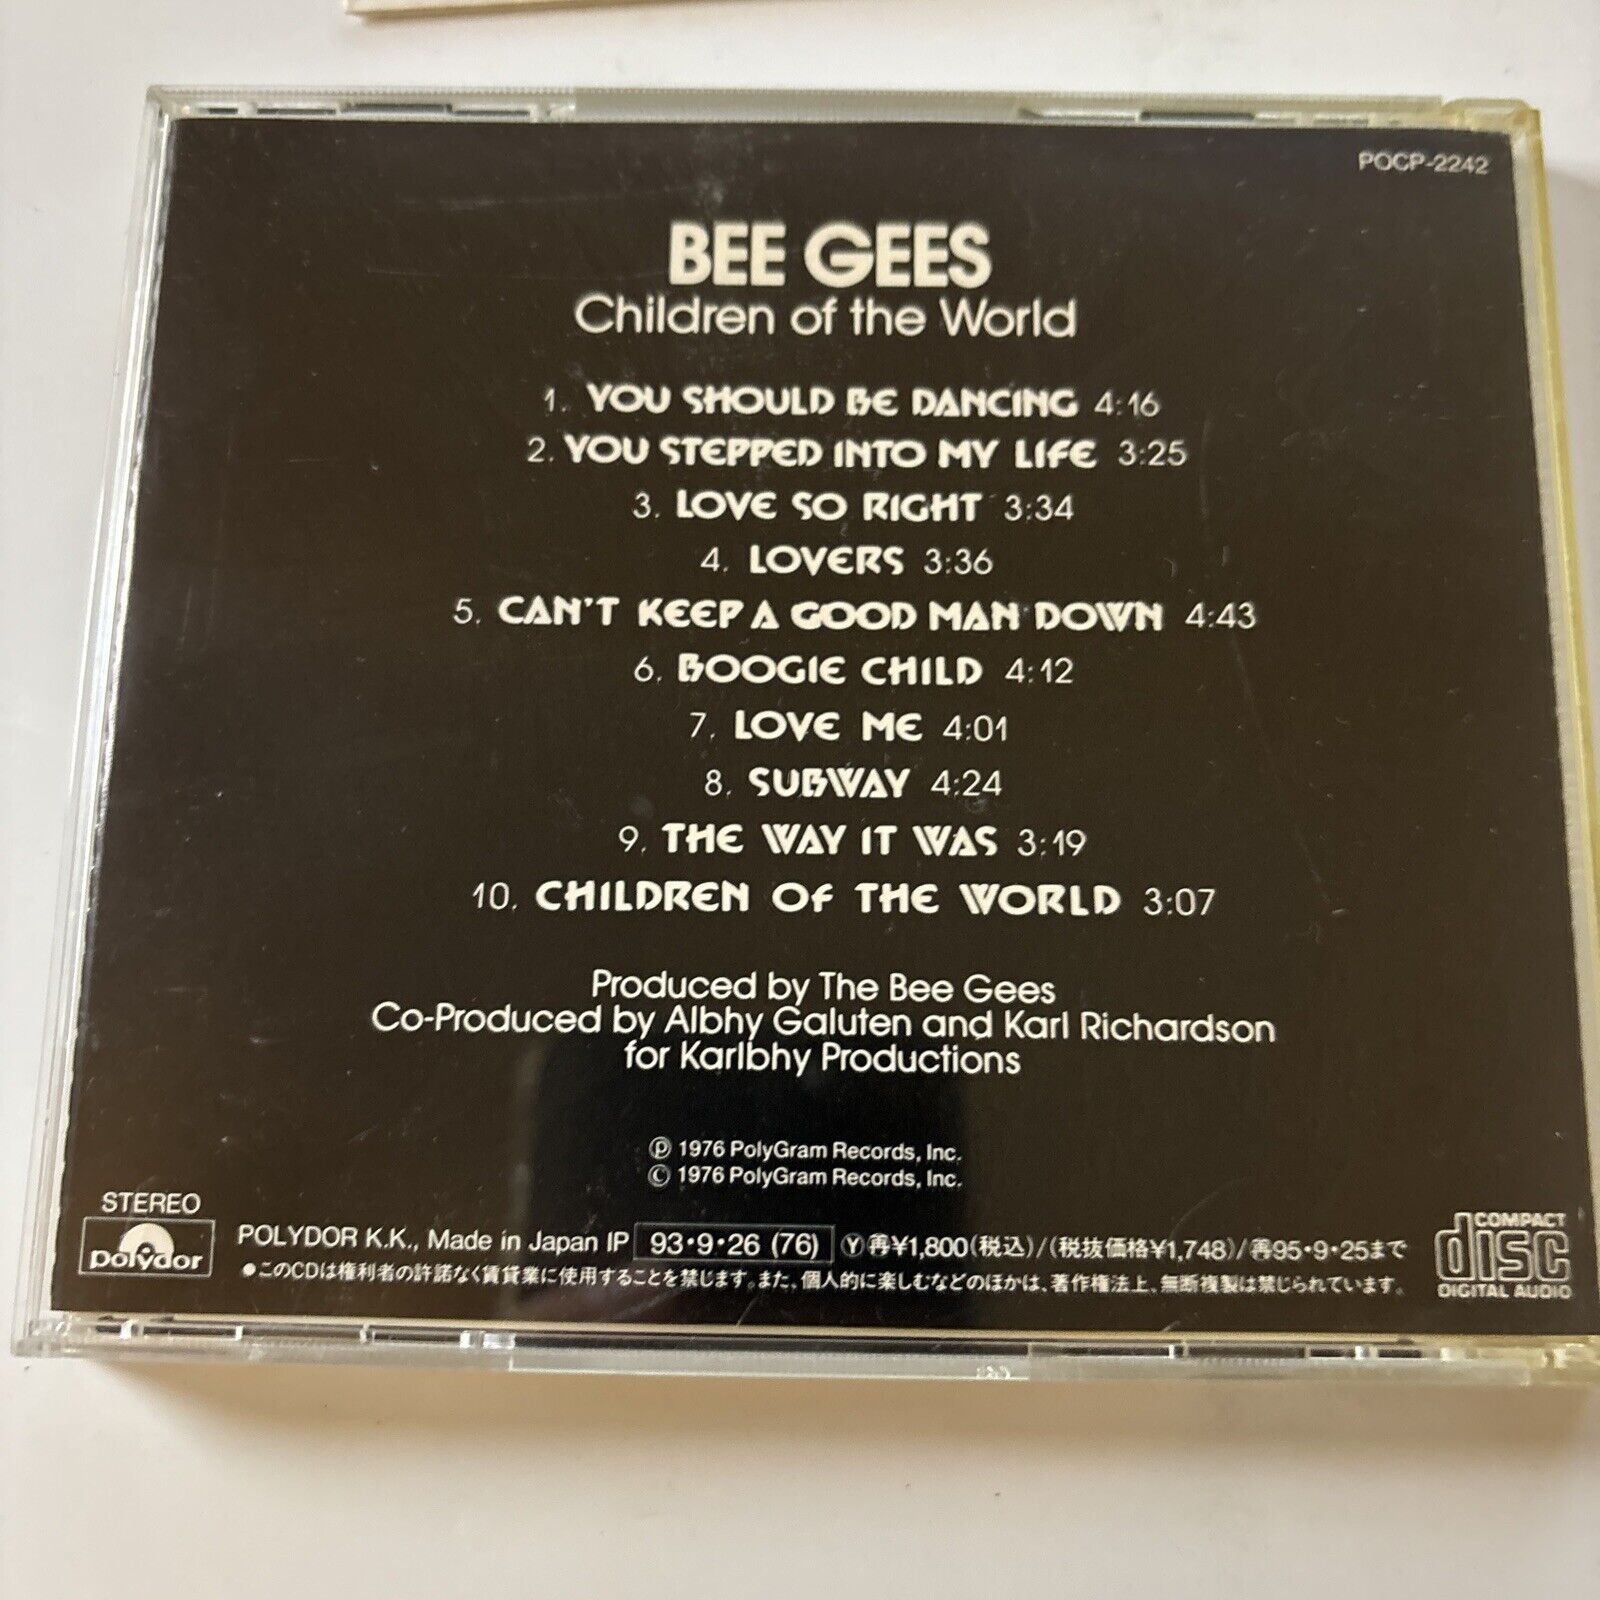 POCP-2242
BEE GEES
Children of the World
1. YOU SHOULD BE DANCING 4:16
2. YOU STEPPED INTO MY LIFE 3:25
3. LOVE SO RIGHT 3:34
4. LOVERS 3:36
5. CAN'T KEEP A GOOD MAN DOWN 4:43
6. BOOGIE CHILD 4:12
7. LOVE ME 4:01
8. SUBWAY 4:24
9. THE WAY IT WAS 3:19
10. CHILDREN OF THE WORLD 3:07
Produced by The Bee Gees
Co-Produced by Albhy Galuten and Karl Richardson
for Karlbhy Productions
℗ 1976 PolyGram Records, Inc.
© 1976 PolyGram Records, Inc.
STEREO
polydor
POLYDOR K.K., Made in Japan IP 93・9・26 (76) Ⓨ再¥1,800(税込)/(税抜価格¥1,748)/再95・9・25まで
●このCDは権利者の許諾なく賃貸業に使用することを禁じます。また、個人的に楽しむなどのほかは、著作権法上、無断複製は禁じられています。
COMPACT
disc
DIGITAL AUDIO